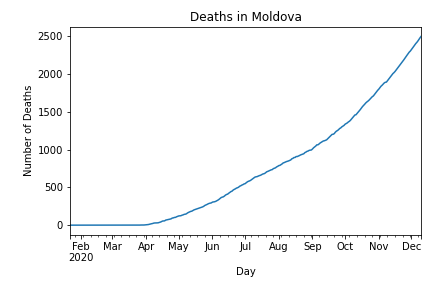 Deaths in Moldova
Number of Deaths
2500
2000
1500
1000
500
0
Feb Mar Apr May Jun Jul Aug Sep Oct Nov Dec
2020
Day